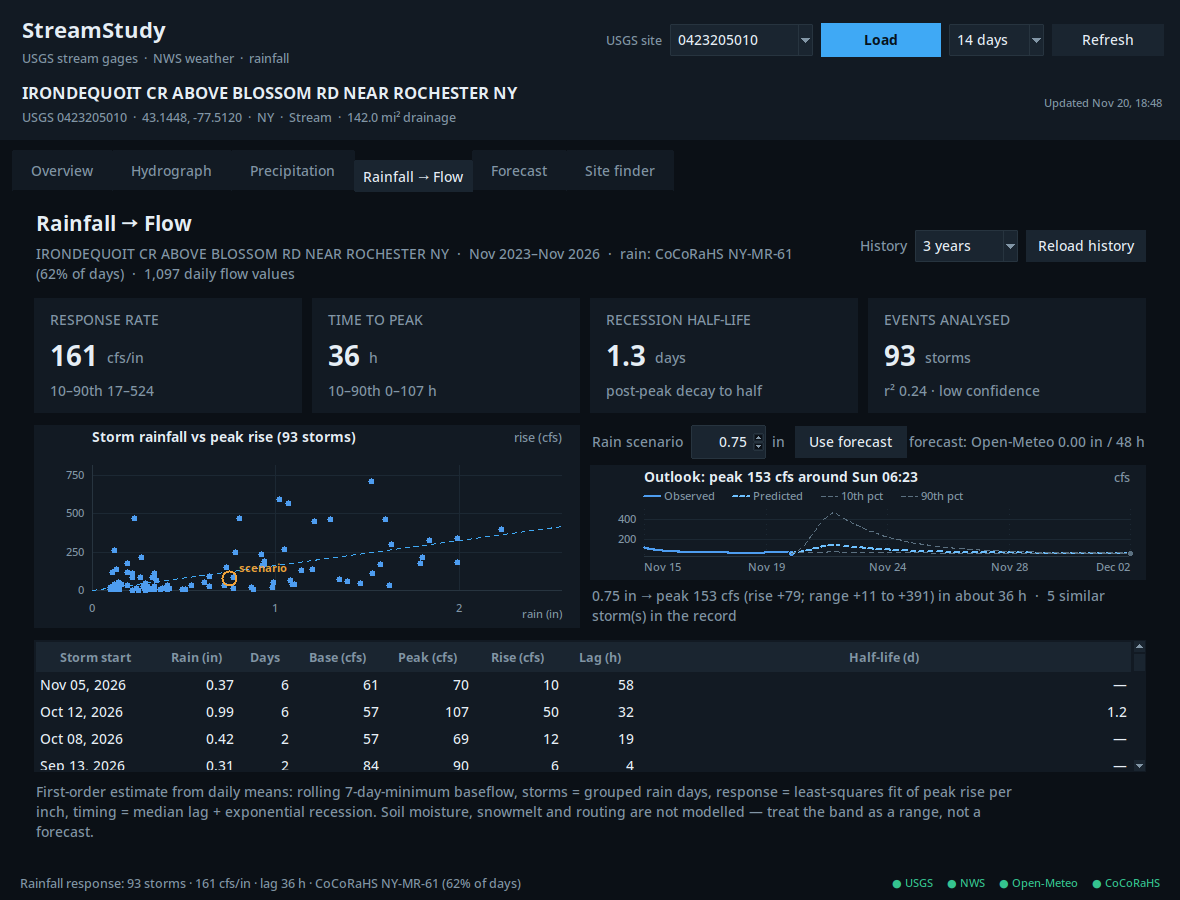 StreamStudy
USGS stream gages · NWS weather · rainfall
USGS site 0423205010 Load 14 days Refresh
IRONDEQUOIT CR ABOVE BLOSSOM RD NEAR ROCHESTER NY
USGS 0423205010 · 43.1448, -77.5120 · NY · Stream · 142.0 mi² drainage
Updated Nov 20, 18:48
Overview Hydrograph Precipitation Rainfall → Flow Forecast Site finder
Rainfall → Flow
IRONDEQUOIT CR ABOVE BLOSSOM RD NEAR ROCHESTER NY · Nov 2023–Nov 2026 · rain: CoCoRaHS NY-MR-61
(62% of days) · 1,097 daily flow values
History 3 years Reload history
RESPONSE RATE
161 cfs/in
10–90th 17–524
TIME TO PEAK
36 h
10–90th 0–107 h
RECESSION HALF-LIFE
1.3 days
post-peak decay to half
EVENTS ANALYSED
93 storms
r² 0.24 · low confidence
Storm rainfall vs peak rise (93 storms) rise (cfs)
750
500
250
0
scenario
0 1 2
rain (in)
Rain scenario 0.75 in Use forecast forecast: Open-Meteo 0.00 in / 48 h
Outlook: peak 153 cfs around Sun 06:23 cfs
Observed Predicted 10th pct 90th pct
400
200
Nov 15 Nov 19 Nov 24 Nov 28 Dec 02
0.75 in → peak 153 cfs (rise +79; range +11 to +391) in about 36 h · 5 similar
storm(s) in the record
Storm start Rain (in) Days Base (cfs) Peak (cfs) Rise (cfs) Lag (h) Half-life (d)
Nov 05, 2026 0.37 6 61 70 10 58 —
Oct 12, 2026 0.99 6 57 107 50 32 1.2
Oct 08, 2026 0.42 2 57 69 12 19 —
Sep 13, 2026 0.31 2 84 90 6 4 —
First-order estimate from daily means: rolling 7-day-minimum baseflow, storms = grouped rain days, response = least-squares fit of peak rise per
inch, timing = median lag + exponential recession. Soil moisture, snowmelt and routing are not modelled — treat the band as a range, not a
forecast.
Rainfall response: 93 storms · 161 cfs/in · lag 36 h · CoCoRaHS NY-MR-61 (62% of days)
USGS NWS Open-Meteo CoCoRaHS